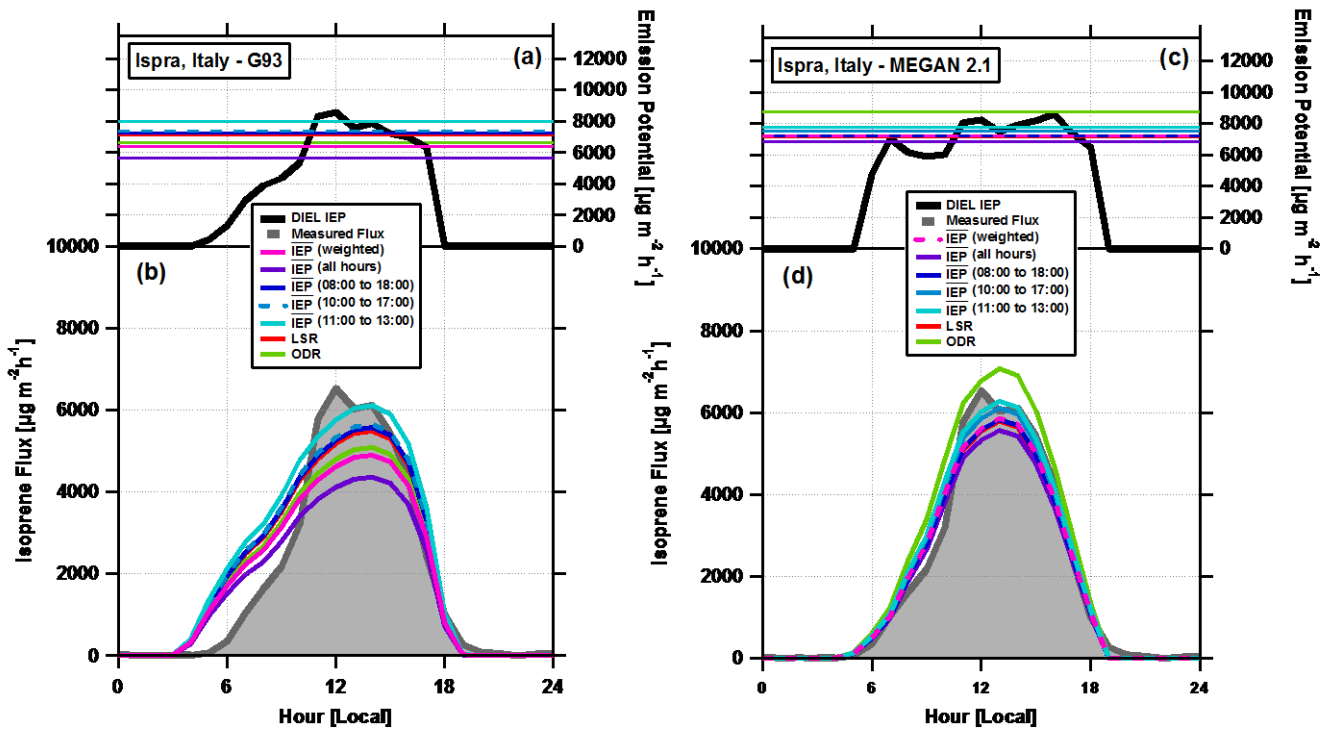 Ispra, Italy - G93
(a)
12000
10000
8000
6000
4000
2000
0
Emission Potential [µg m⁻² h⁻¹]
DIEL IEP
Measured Flux
IEP (weighted)
IEP (all hours)
IEP (08:00 to 18:00)
IEP (10:00 to 17:00)
IEP (11:00 to 13:00)
LSR
ODR
(b)
10000
8000
6000
4000
2000
0
Isoprene Flux [µg m⁻²h⁻¹]
0
6
12
18
24
Hour [Local]
Ispra, Italy - MEGAN 2.1
(c)
12000
10000
8000
6000
4000
2000
0
Emission Potential [µg m⁻² h⁻¹]
DIEL IEP
Measured Flux
IEP (weighted)
IEP (all hours)
IEP (08:00 to 18:00)
IEP (10:00 to 17:00)
IEP (11:00 to 13:00)
LSR
ODR
(d)
10000
8000
6000
4000
2000
0
Isoprene Flux [µg m⁻²h⁻¹]
0
6
12
18
24
Hour [Local]